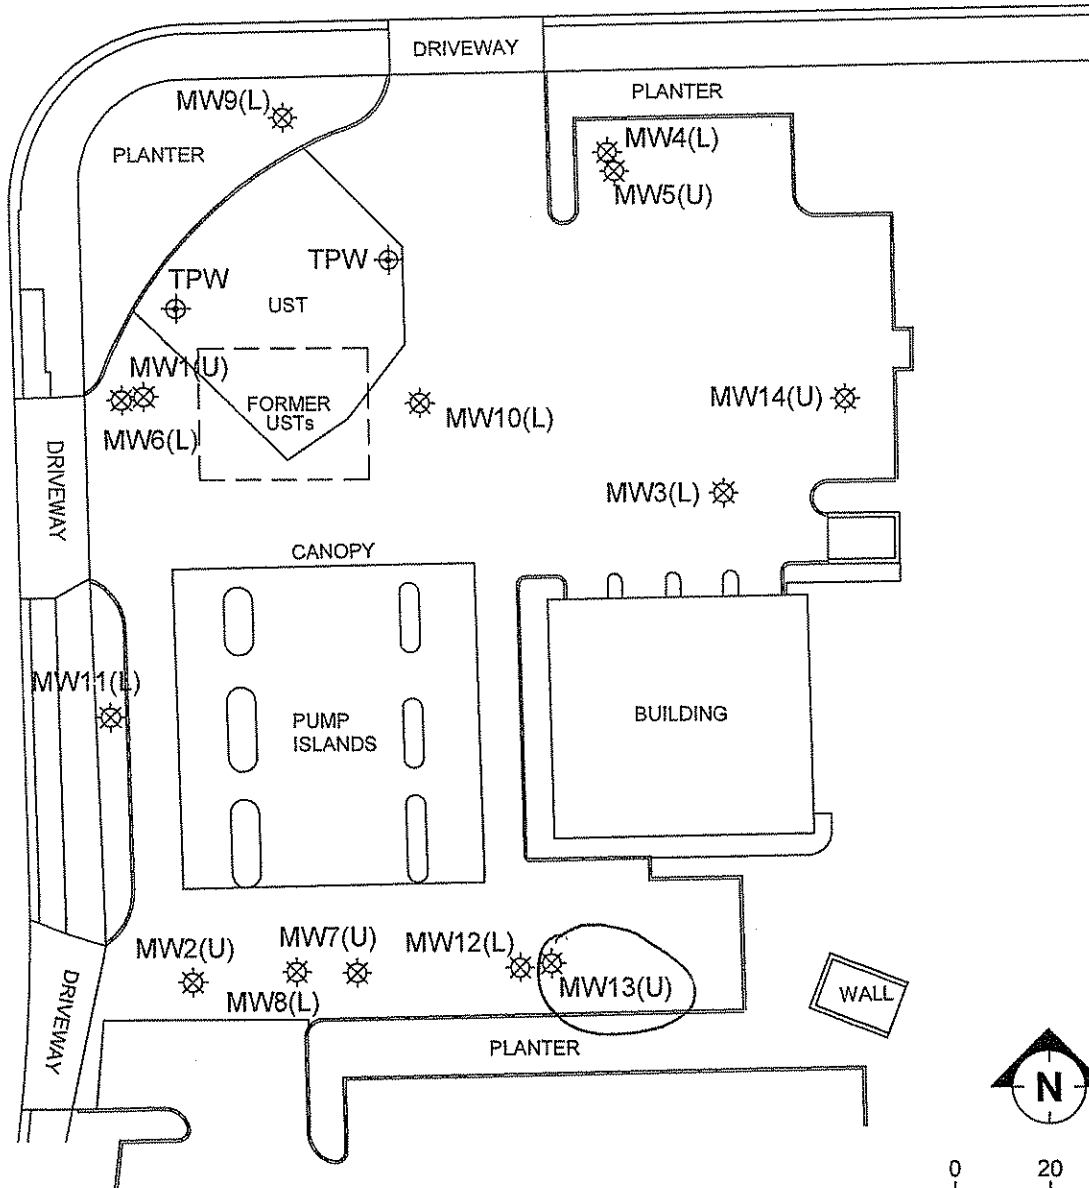 DRIVEWAY
PLANTER
MW9(L)
MW4(L)
PLANTER
MW5(U)
TPW
TPW
UST
MW1(U)
FORMER
USTs
MW10(L)
MW14(U)
MW6(L)
DRIVEWAY
MW3(L)
CANOPY
MW11(L)
PUMP
ISLANDS
BUILDING
MW2(U)
MW7(U)
MW12(L)
MW8(L)
MW13(U)
WALL
DRIVEWAY
PLANTER
N
0 20